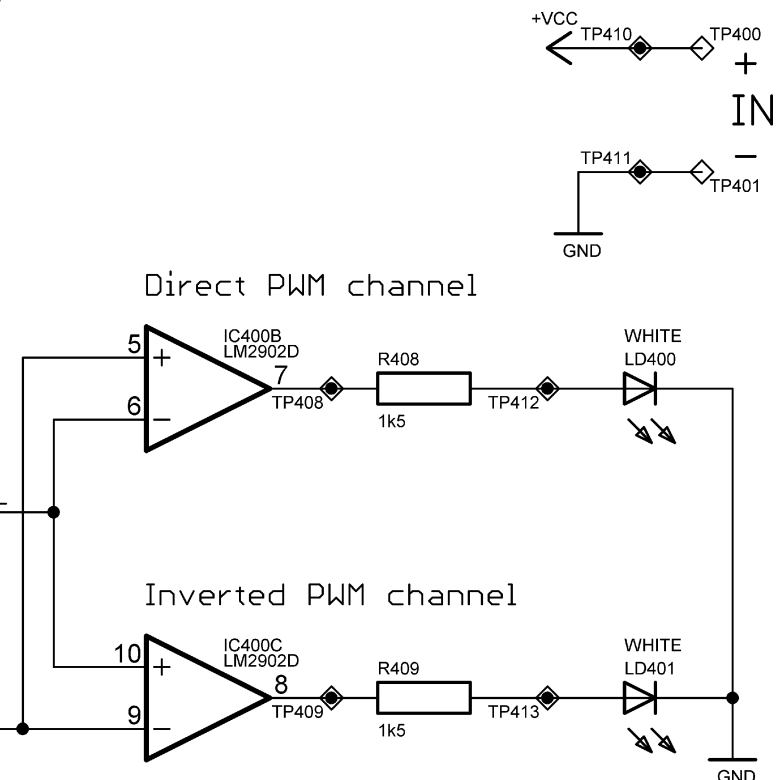 +VCC
TP410
TP400
+
IN
-
TP411
TP401
GND
Direct PWM channel
IC400B
LM2902D
5
+
6
-
7
TP408
R408
1k5
TP412
WHITE
LD400
Inverted PWM channel
IC400C
LM2902D
10
+
9
-
8
TP409
R409
1k5
TP413
WHITE
LD401
GND